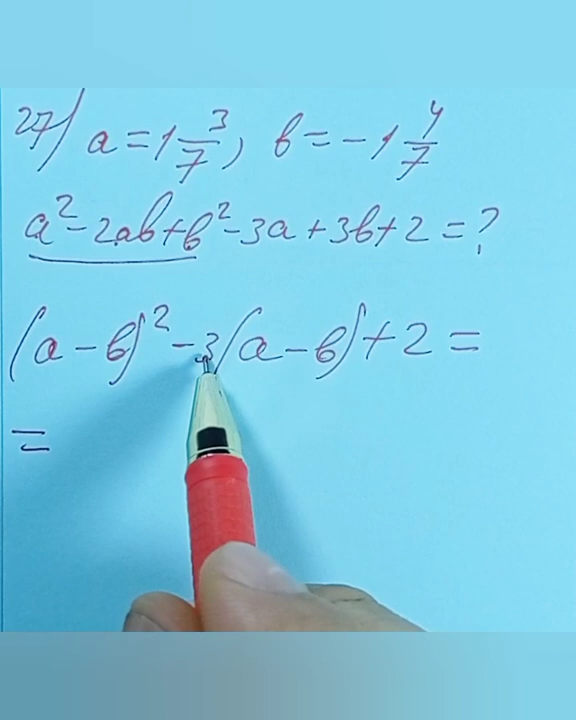 27) a = 1 3/7, b = -1 4/7
a² - 2ab + b² - 3a + 3b + 2 = ?
(a - b)² - 3(a - b) + 2 =
=